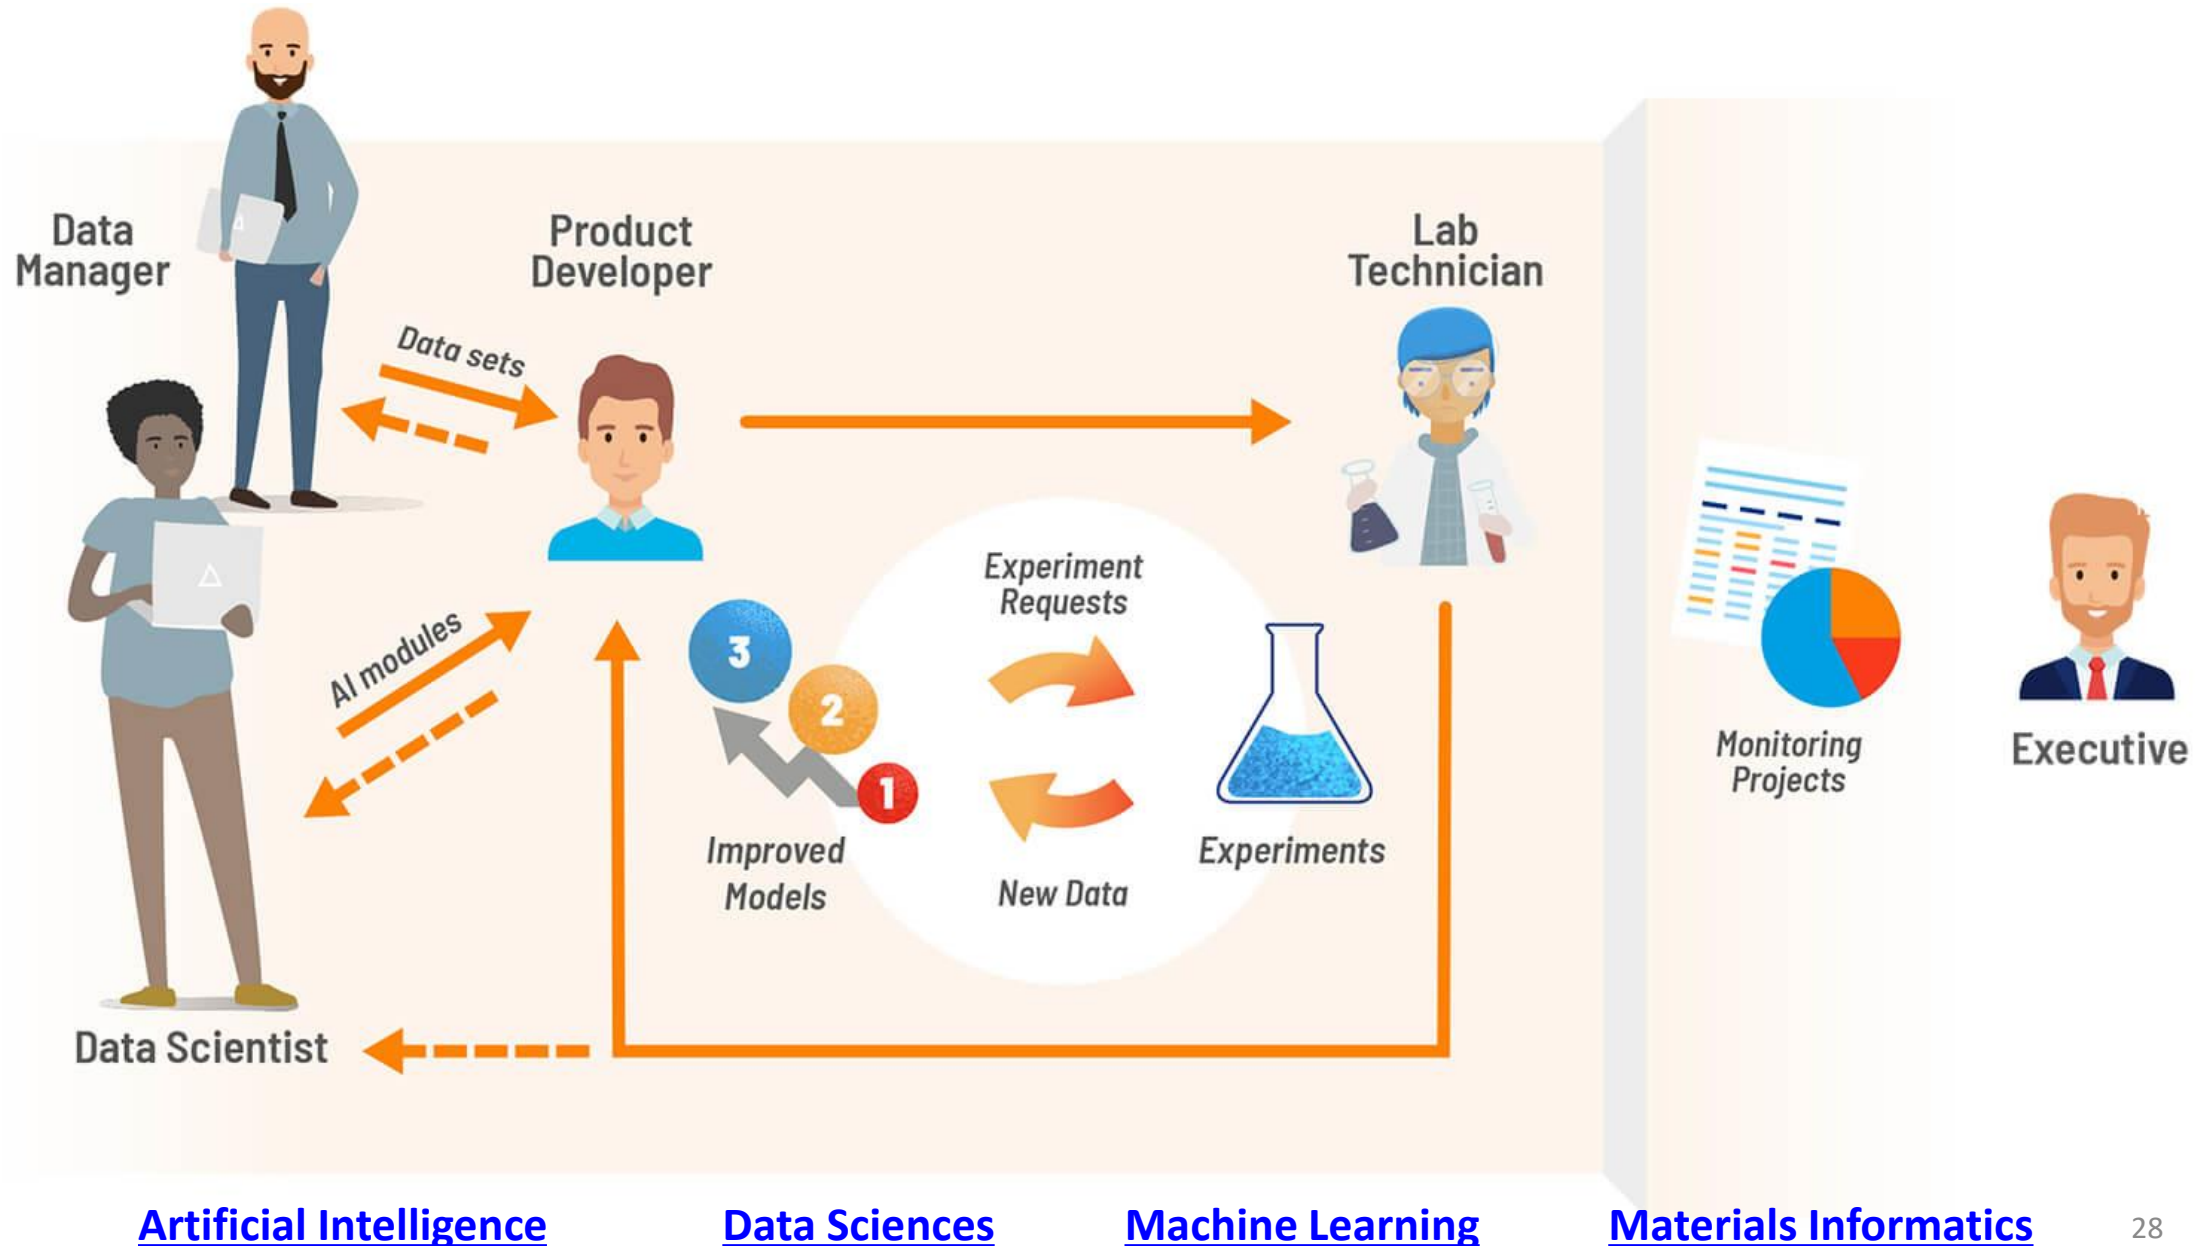 Data
Manager
Product
Developer
Lab
Technician
Data sets
AI modules
Experiment
Requests
3
2
1
Improved
Models
New Data
Experiments
Data Scientist
Monitoring
Projects
Executive
Artificial Intelligence
Data Sciences
Machine Learning
Materials Informatics
28